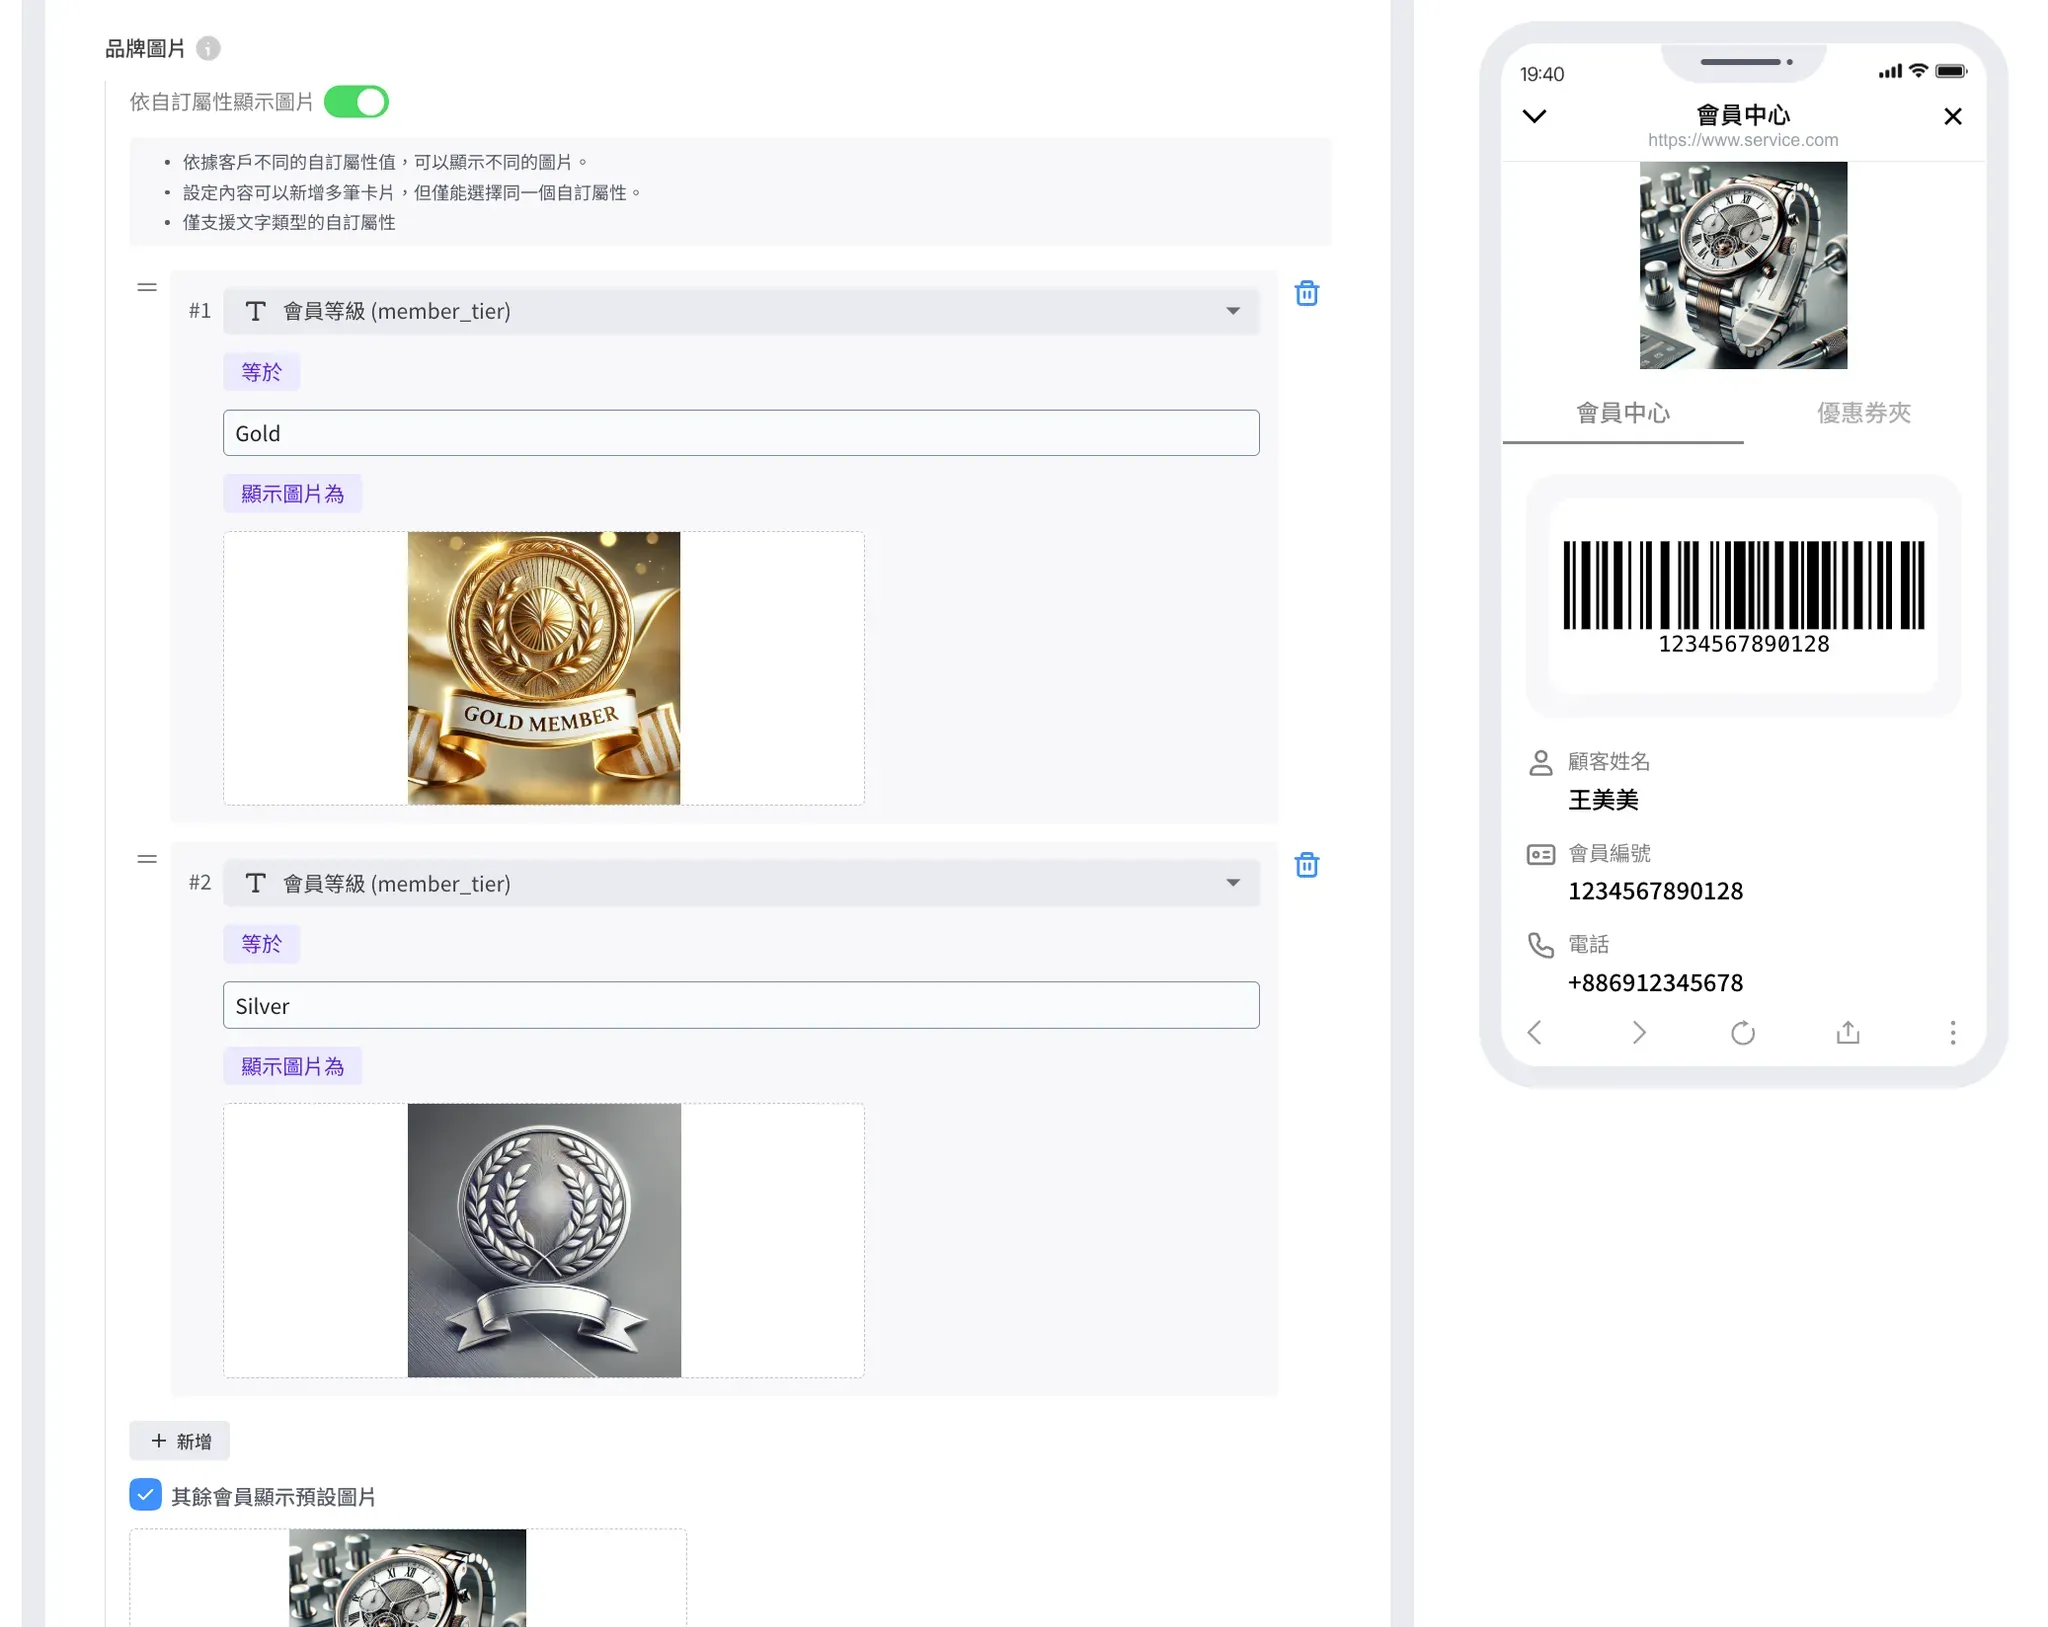 品牌圖片
依自訂屬性顯示圖片
• 依據客戶不同的自訂屬性值，可以顯示不同的圖片。
• 設定內容可以新增多筆卡片，但僅能選擇同一個自訂屬性。
• 僅支援文字類型的自訂屬性
#1 會員等級 (member_tier)
等於
Gold
顯示圖片為
GOLD MEMBER
#2 會員等級 (member_tier)
等於
Silver
顯示圖片為
+ 新增
其餘會員顯示預設圖片
19:40
會員中心
https://www.service.com
會員中心 優惠券夾
1234567890128
顧客姓名
王美美
會員編號
1234567890128
電話
+886912345678